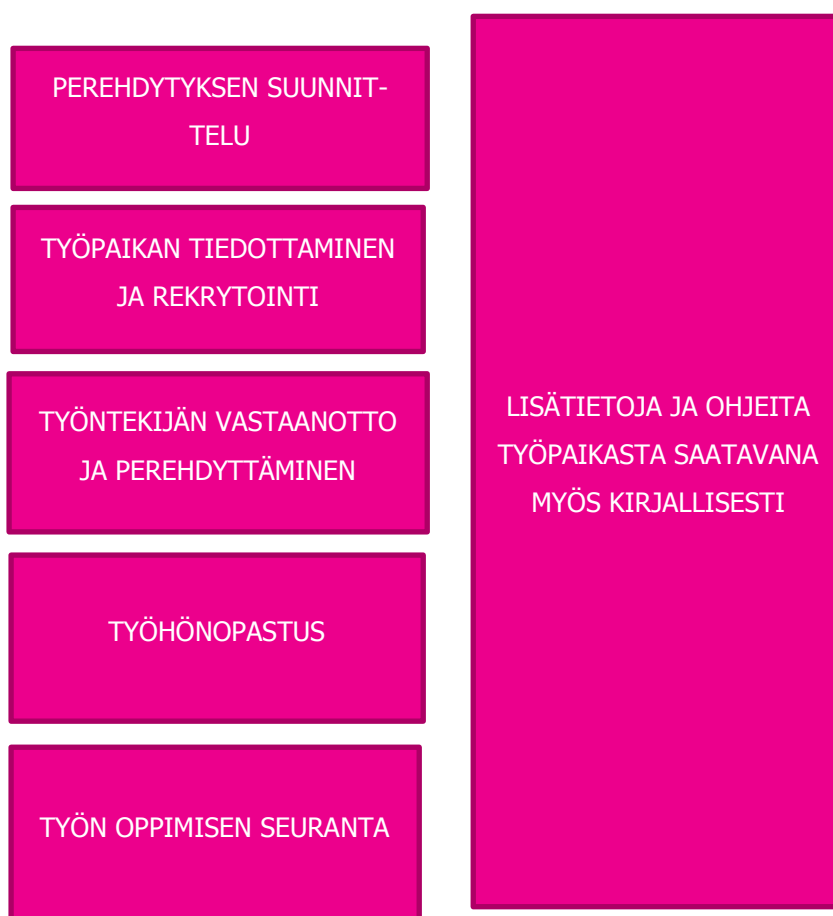 PEREHDYTYKSEN SUUNNIT-
TELU
TYÖPAIKAN TIEDOTTAMINEN
JA REKRYTOINTI
TYÖNTEKIJÄN VASTAANOTTO
JA PEREHDYTTÄMINEN
TYÖHÖNOPASTUS
TYÖN OPPIMISEN SEURANTA
LISÄTIETOJA JA OHJEITA
TYÖPAIKASTA SAATAVANA
MYÖS KIRJALLISESTI